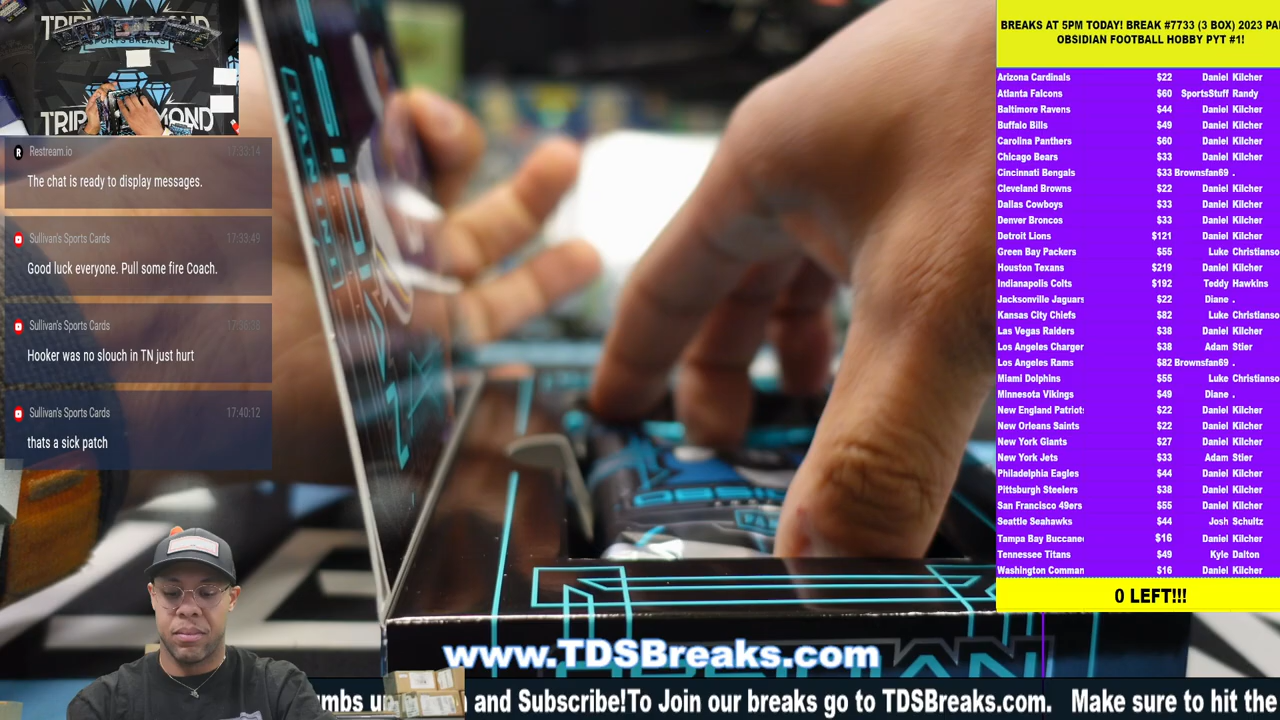 BREAKS AT 5PM TODAY! BREAK #7733 (3 BOX) 2023 PA
OBSIDIAN FOOTBALL HOBBY PYT #1!
Arizona Cardinals $22 Daniel Kilcher
Atlanta Falcons $60 SportsStuff Randy
Baltimore Ravens $44 Daniel Kilcher
Buffalo Bills $49 Daniel Kilcher
Carolina Panthers $60 Daniel Kilcher
Chicago Bears $33 Daniel Kilcher
Cincinnati Bengals $33 Brownsfan69 .
Cleveland Browns $22 Daniel Kilcher
Dallas Cowboys $33 Daniel Kilcher
Denver Broncos $33 Daniel Kilcher
Detroit Lions $121 Daniel Kilcher
Green Bay Packers $55 Luke Christianso
Houston Texans $219 Daniel Kilcher
Indianapolis Colts $192 Teddy Hawkins
Jacksonville Jaguars $22 Diane .
Kansas City Chiefs $82 Luke Christianso
Las Vegas Raiders $38 Daniel Kilcher
Los Angeles Charger $38 Adam Stier
Los Angeles Rams $82 Brownsfan69 .
Miami Dolphins $55 Luke Christianso
Minnesota Vikings $49 Diane .
New England Patriots $22 Daniel Kilcher
New Orleans Saints $22 Daniel Kilcher
New York Giants $27 Daniel Kilcher
New York Jets $33 Adam Stier
Philadelphia Eagles $44 Daniel Kilcher
Pittsburgh Steelers $38 Daniel Kilcher
San Francisco 49ers $55 Daniel Kilcher
Seattle Seahawks $44 Josh Schultz
Tampa Bay Buccanee $16 Daniel Kilcher
Tennessee Titans $49 Kyle Dalton
Washington Comman $16 Daniel Kilcher
0 LEFT!!!
Restream.io 17:33:14
The chat is ready to display messages.
Sullivan's Sports Cards 17:33:49
Good luck everyone. Pull some fire Coach.
Sullivan's Sports Cards
Hooker was no slouch in TN just hurt
Sullivan's Sports Cards 17:40:12
thats a sick patch
www.TDSBreaks.com
and Subscribe!To Join our breaks go to TDSBreaks.com. Make sure to hit the